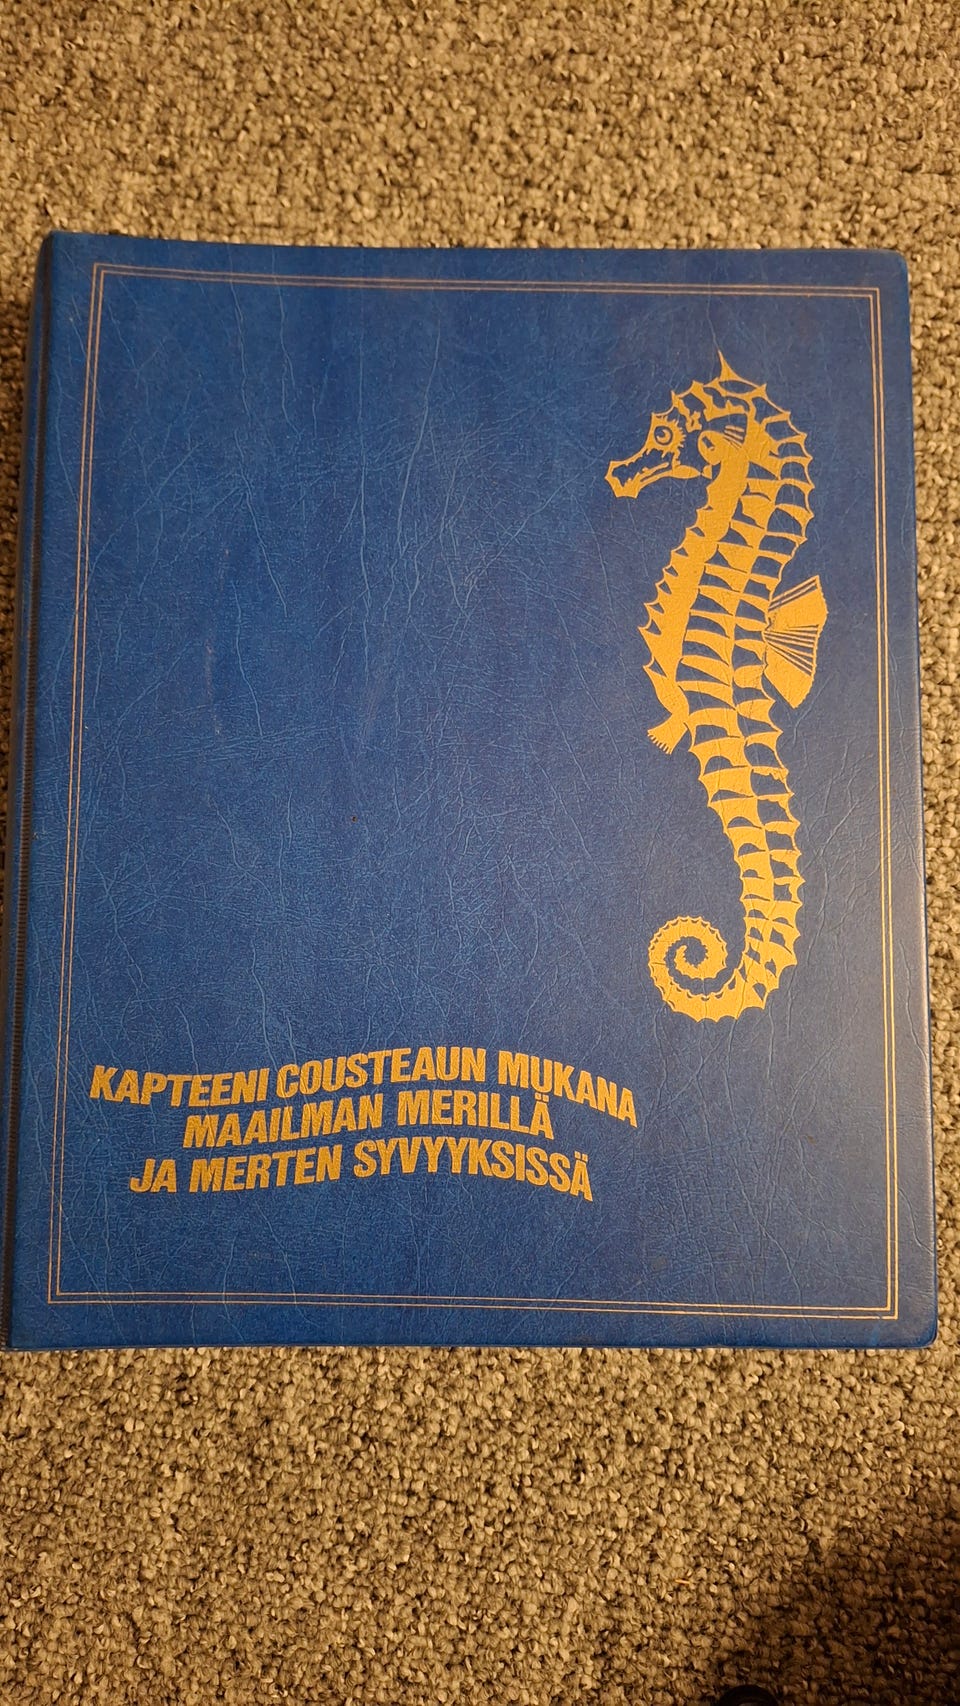 KAPTEENI COUSTEAUN MUKANA
MAAILMAN MERILLÄ
JA MERTEN SYVYYKSISSÄ